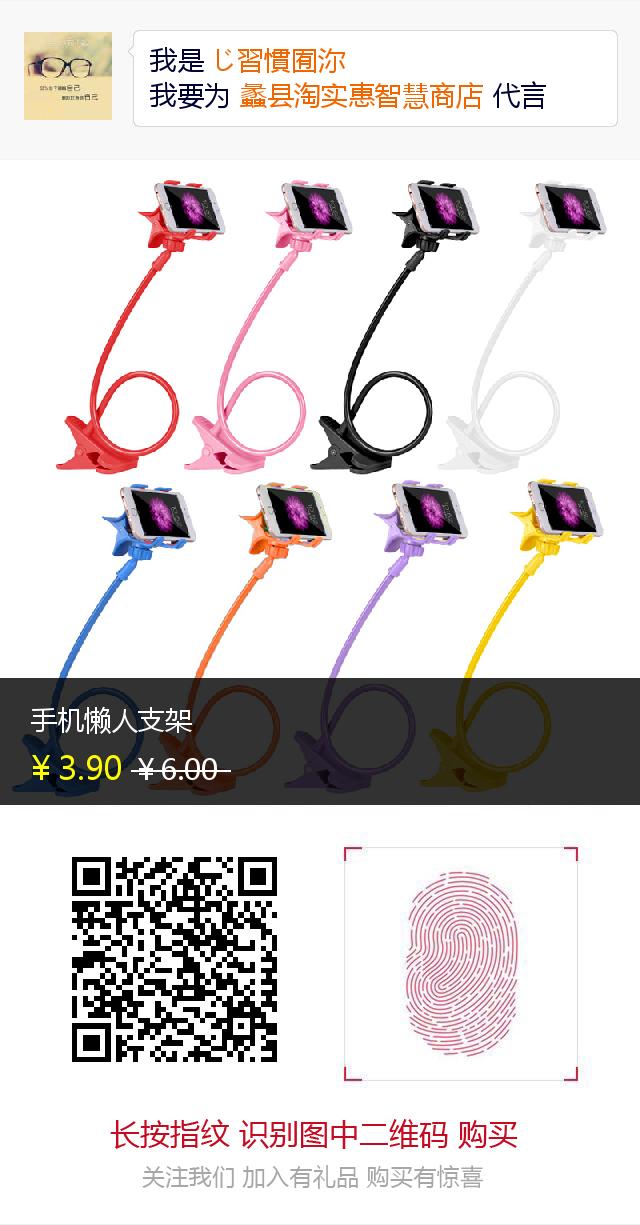 我是 じ習慣囿沵
我要为 蠡县淘实惠智慧商店 代言
手机懒人支架
¥ 3.90 ¥6.00
长按指纹 识别图中二维码 购买
关注我们 加入有礼品 购买有惊喜